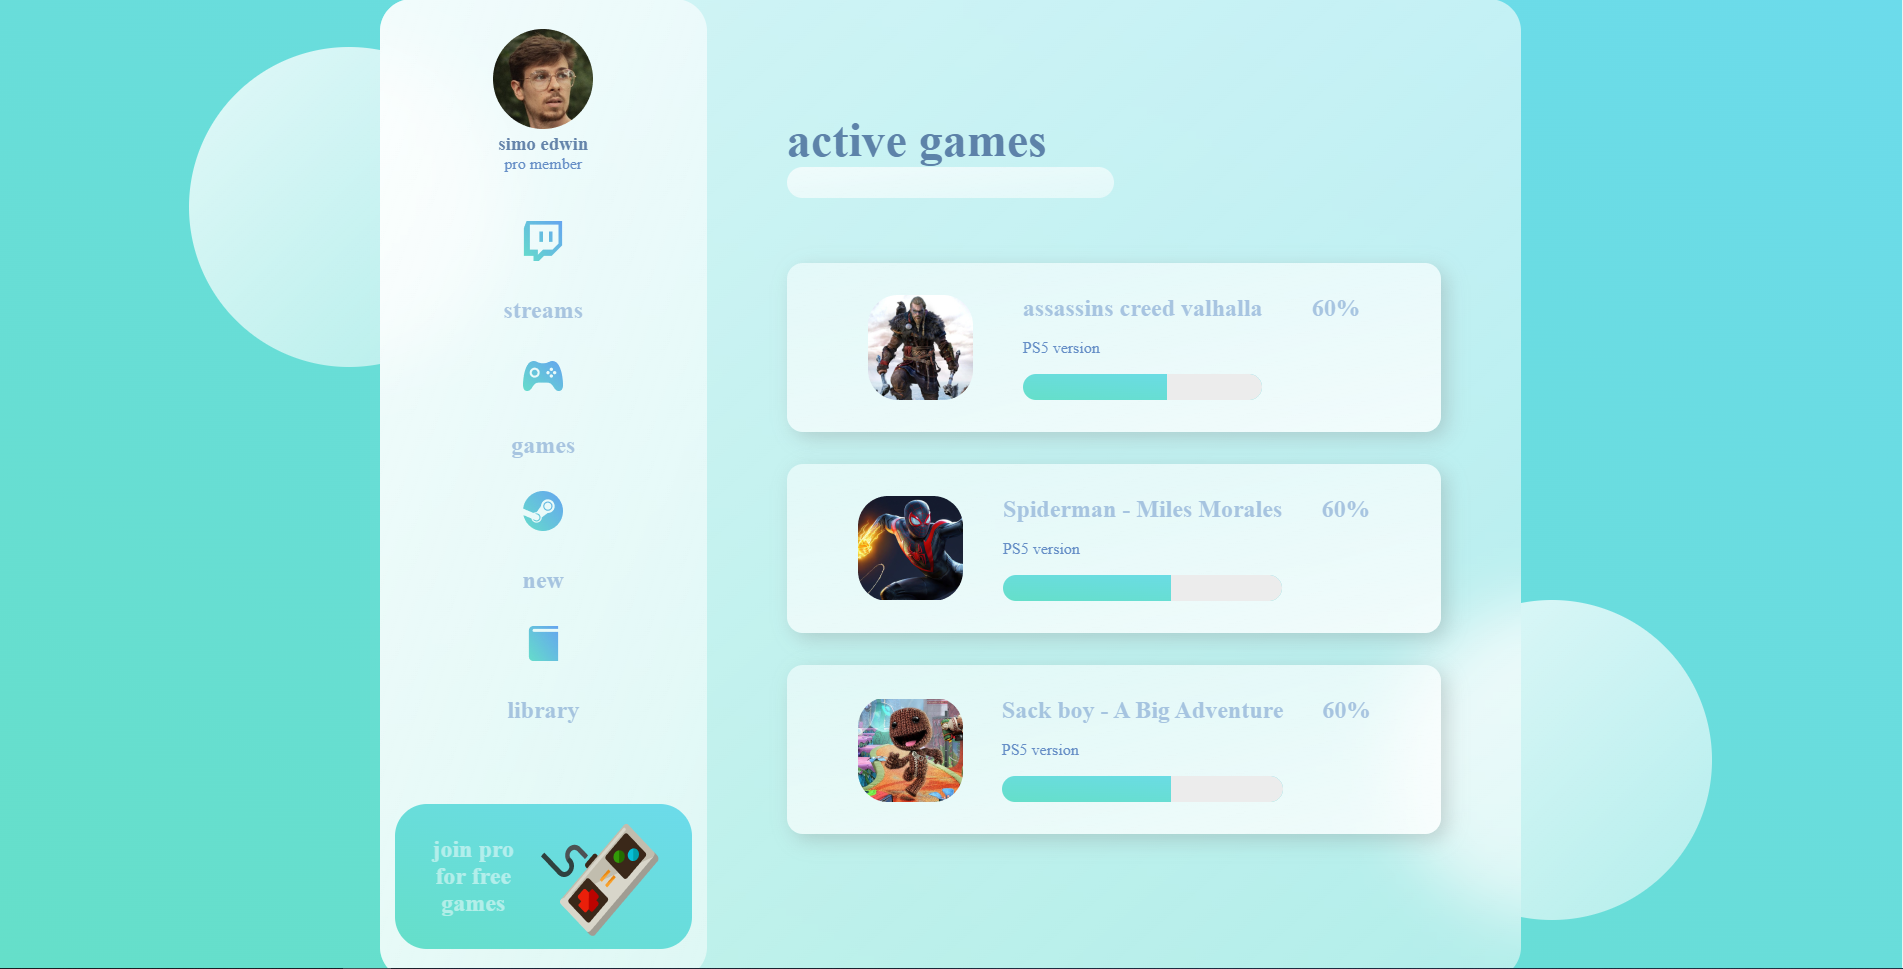 simo edwin
pro member
streams
games
new
library
join pro
for free
games
active games
assassins creed valhalla 60%
PS5 version
Spiderman - Miles Morales 60%
PS5 version
Sack boy - A Big Adventure 60%
PS5 version